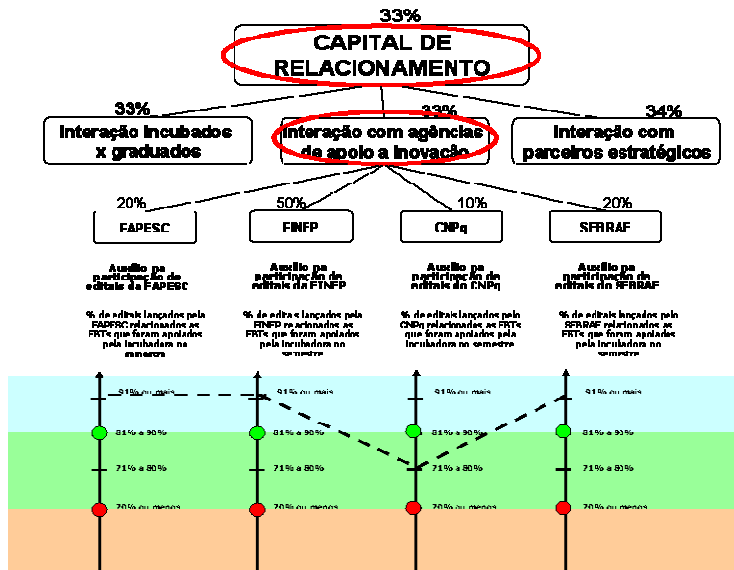 33%
CAPITAL DE
RELACIONAMENTO
33%
33%
34%
Interação incubados
x graduados
Interação com agências
de apoio a inovação
Interação com
parceiros estratégicos
20%
50%
10%
20%
FAPESC
FINEP
CNPq
SEBRAE
Auxílio pa
participação de
editais da FAPESC
Auxílio pa
participação de
editais da FINEP
Auxílio pa
participação de
editais do CNPq
Auxílio pa
participação de
editais do SEBRAE
% de editais lançados pela
FAPESC relacionados as
EBTs que foram apoiados
pela incubadora no
semestre
% de editais lançados pela
FINEP relacionados as
EBTs que foram apoiados
pela incubadora no
semestre
% de editais lançados pelo
CNPq relacionados as EBTs
que foram apoiados pela
incubadora no semestre
% de editais lançados pelo
SEBRAE relacionados as
EBTs que foram apoiados
pela incubadora no
semestre
91% ou mais
91% ou mais
91% ou mais
91% ou mais
81% a 90%
81% a 90%
81% a 90%
81% a 90%
71% a 80%
71% a 80%
71% a 80%
71% a 80%
70% ou menos
70% ou menos
70% ou menos
70% ou menos